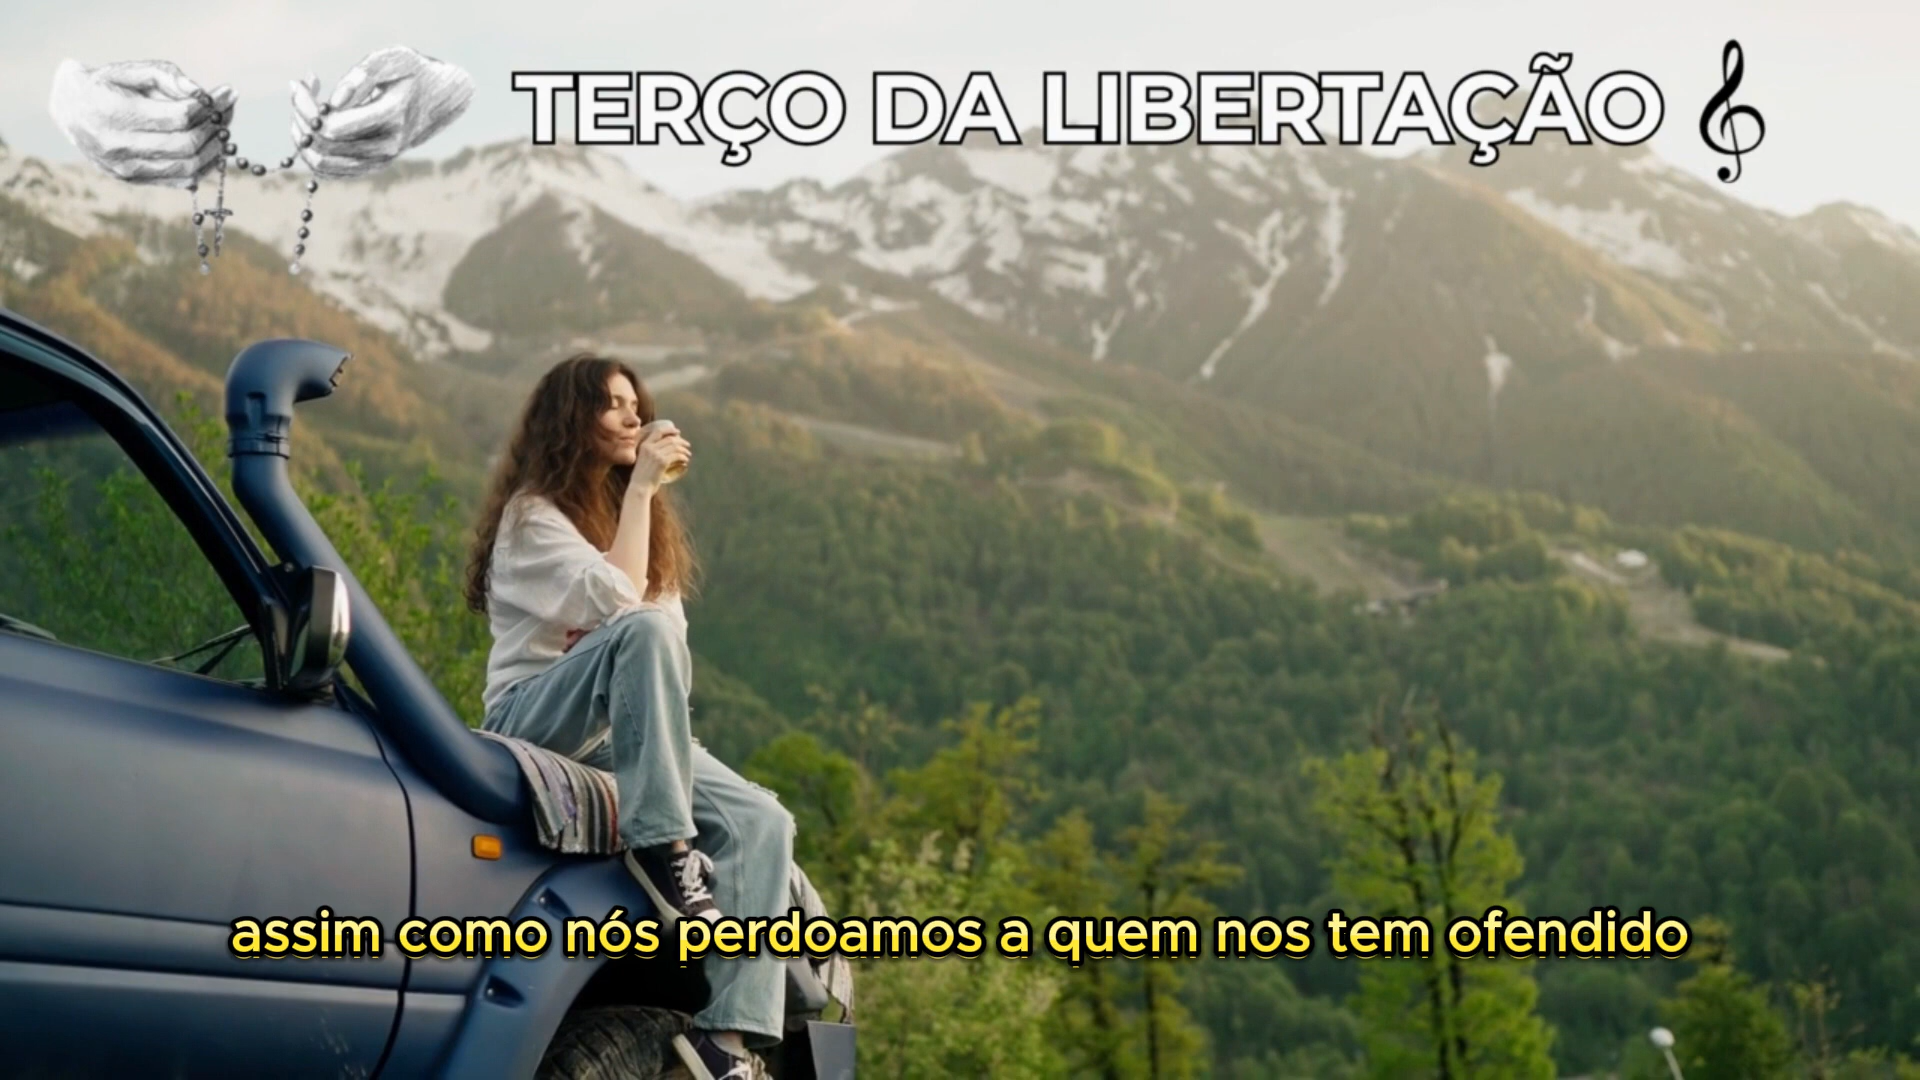 TERÇO DA LIBERTAÇÃO
assim como nós perdoamos a quem nos tem ofendido